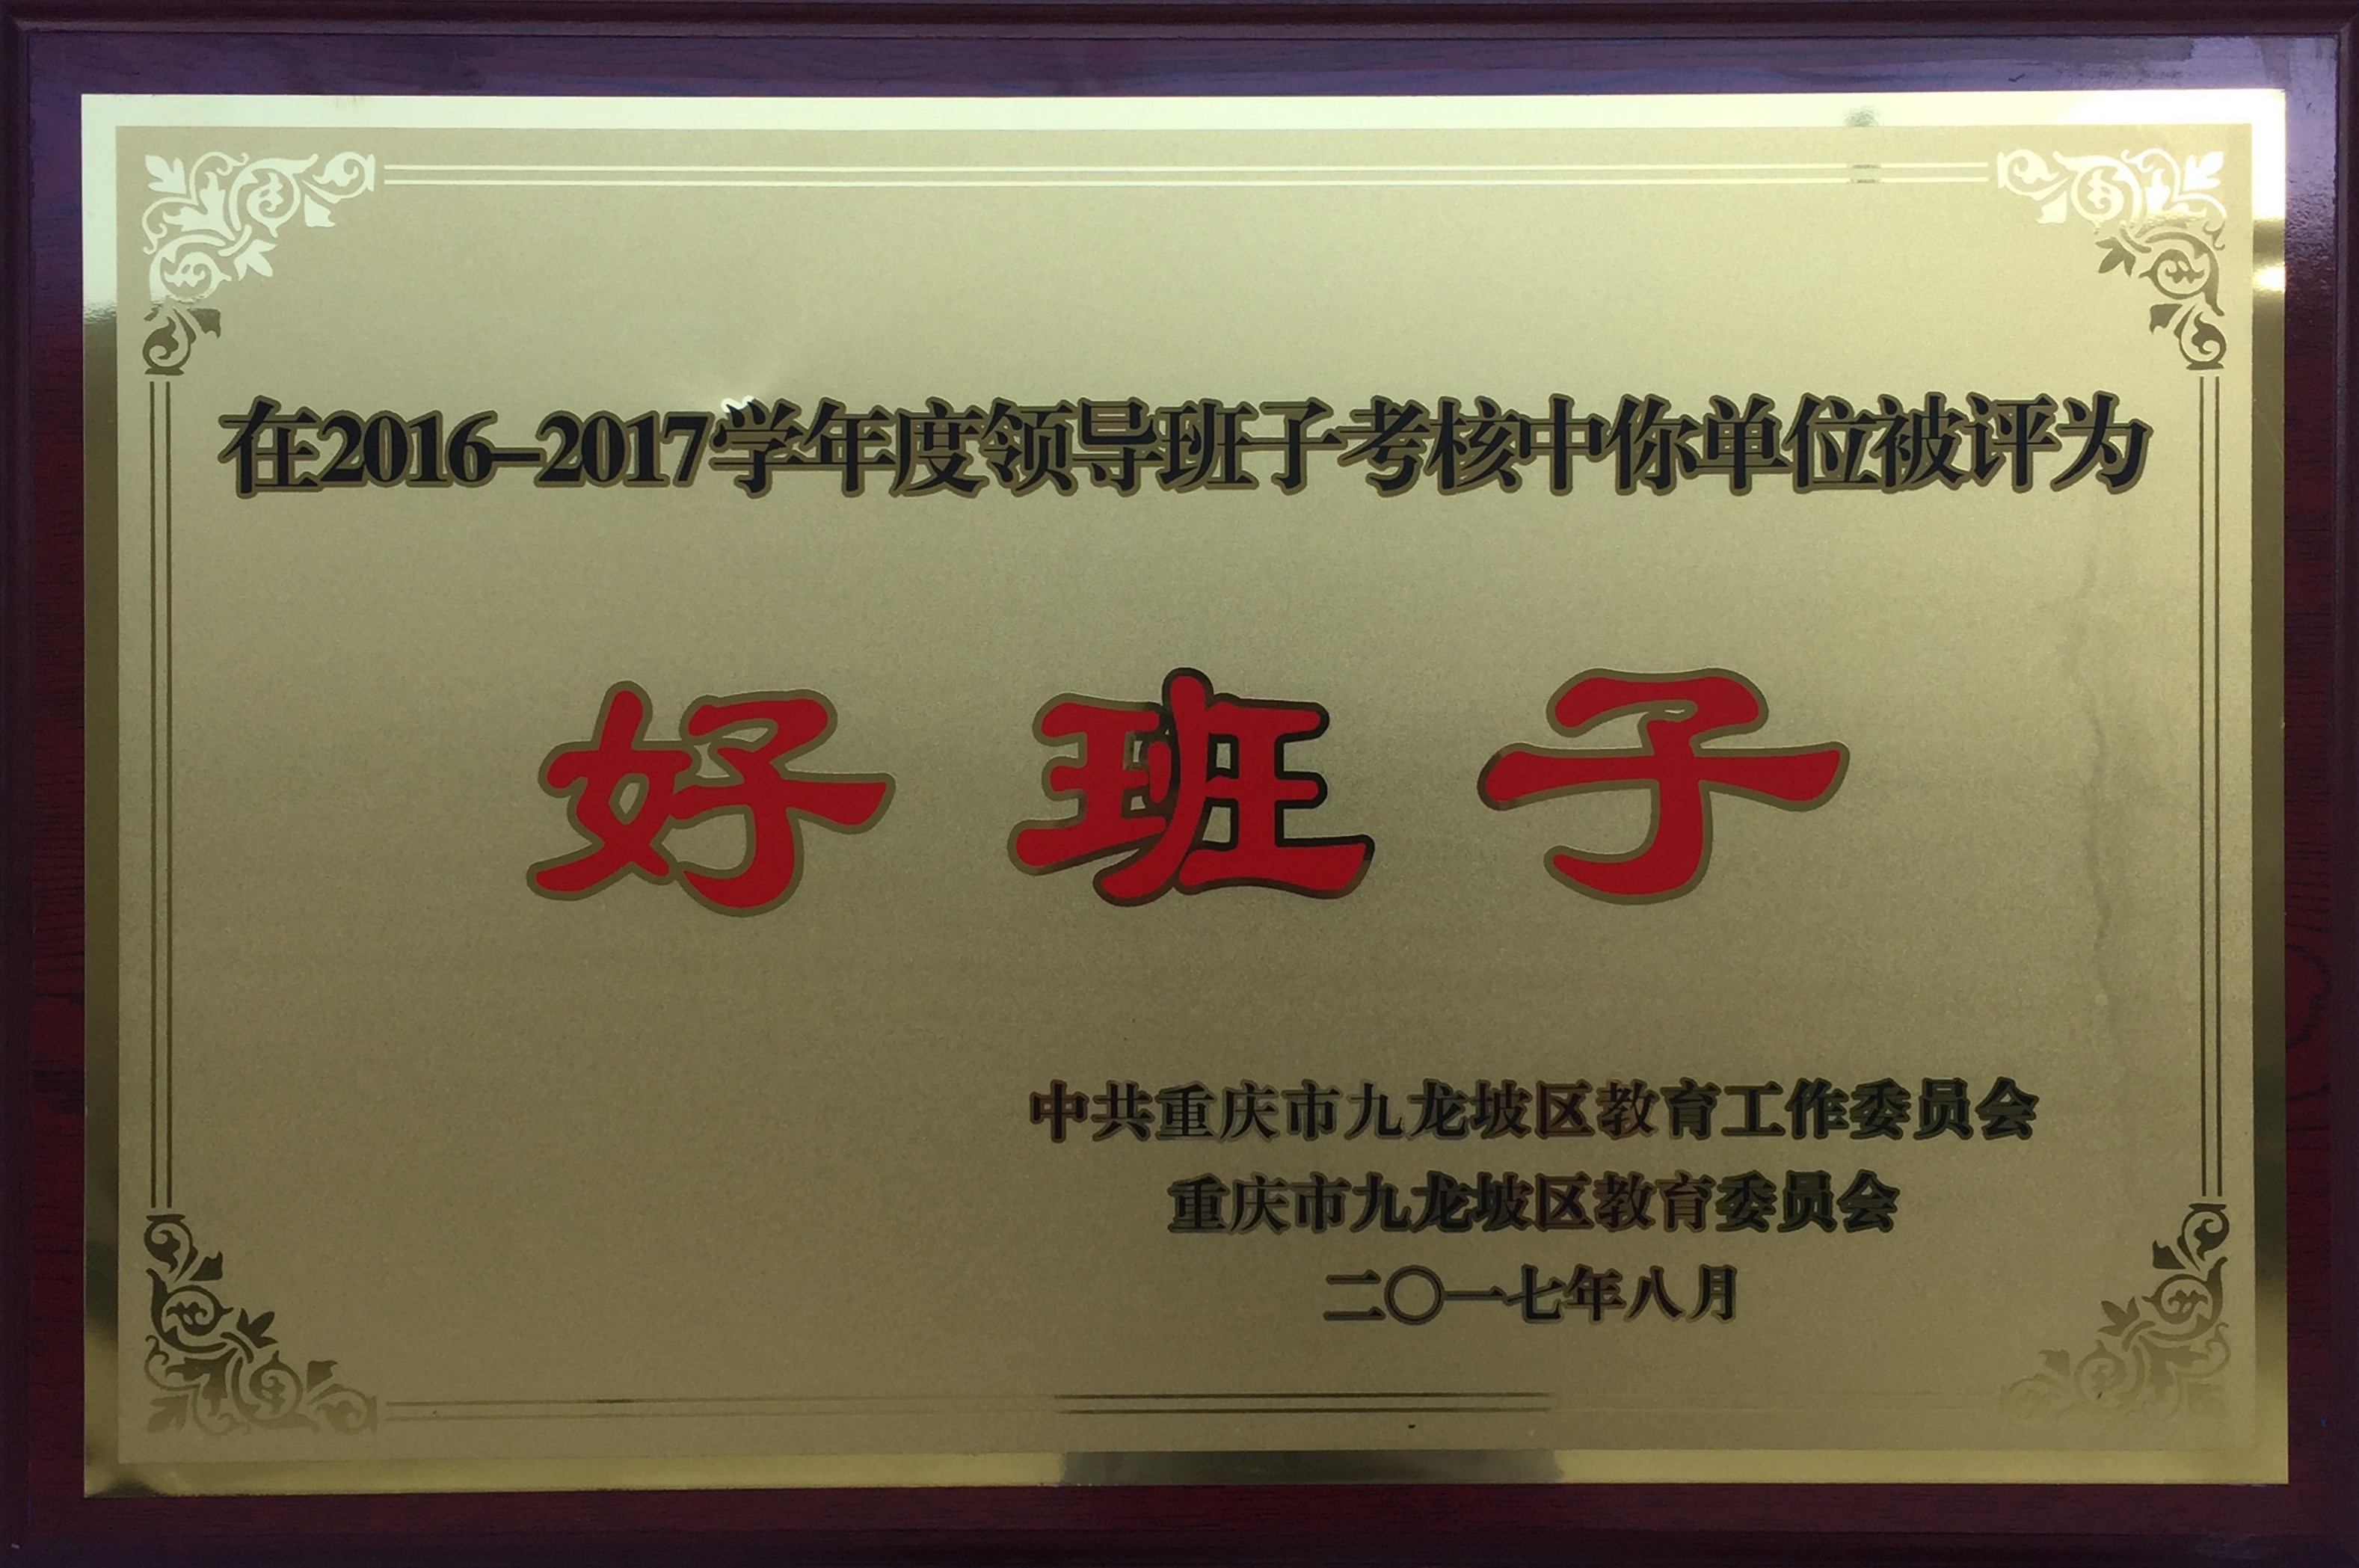 在2016-2017学年度领导班子考核中你单位被评为
好班子
中共重庆市九龙坡区教育工作委员会
重庆市九龙坡区教育委员会
二〇一七年八月